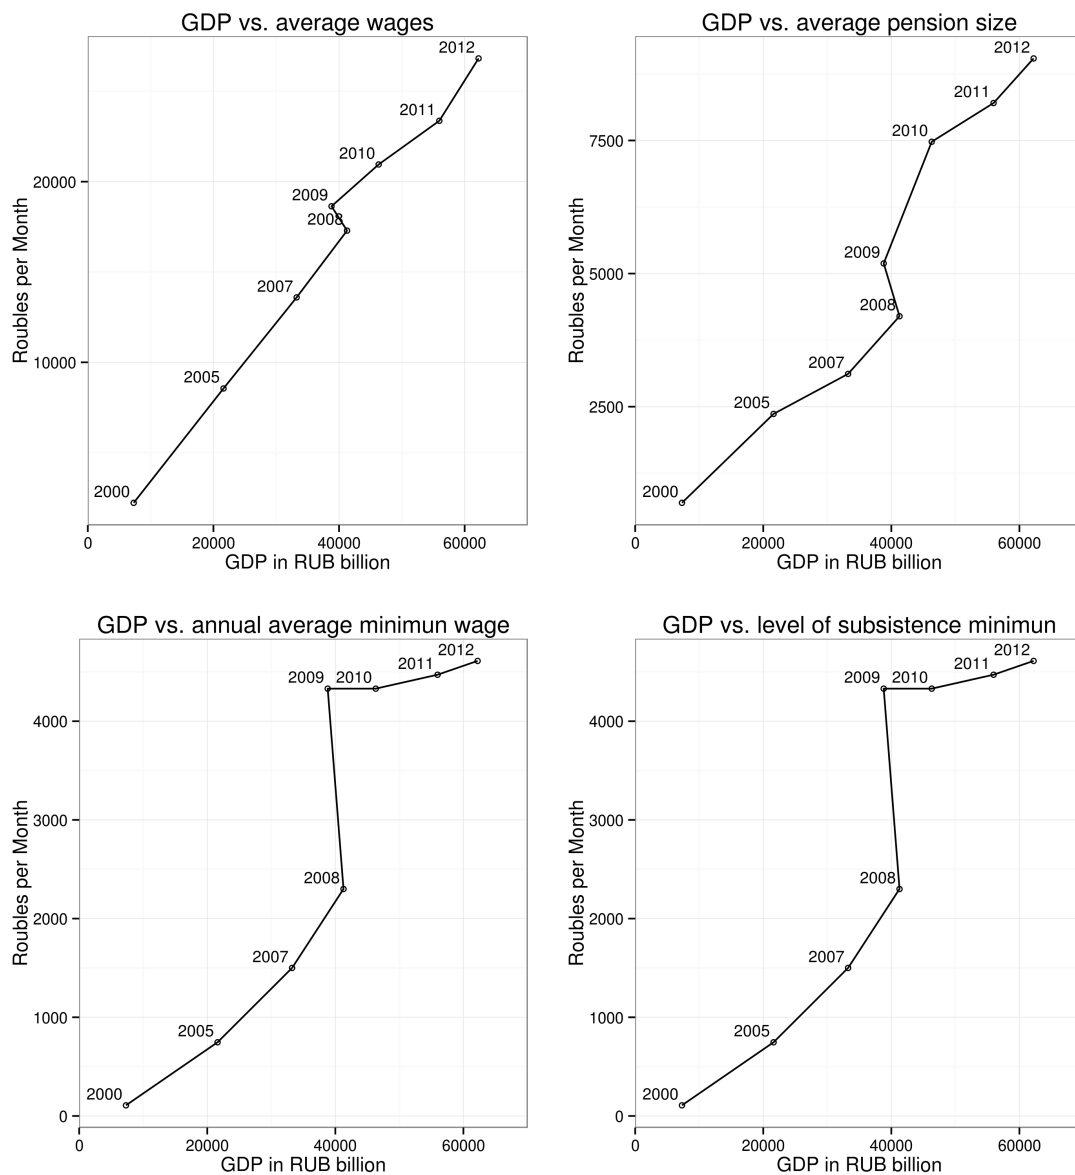 GDP vs. average wages
Roubles per Month
20000
10000
2012
2011
2010
2009
2008
2007
2005
2000
0 20000 40000 60000
GDP in RUB billion
GDP vs. average pension size
Roubles per Month
7500
5000
2500
2012
2011
2010
2009
2008
2007
2005
2000
0 20000 40000 60000
GDP in RUB billion
GDP vs. annual average minimun wage
Roubles per Month
4000
3000
2000
1000
0
2012
2011
2009 2010
2008
2007
2005
2000
0 20000 40000 60000
GDP in RUB billion
GDP vs. level of subsistence minimun
Roubles per Month
4000
3000
2000
1000
0
2012
2011
2009 2010
2008
2007
2005
2000
0 20000 40000 60000
GDP in RUB billion